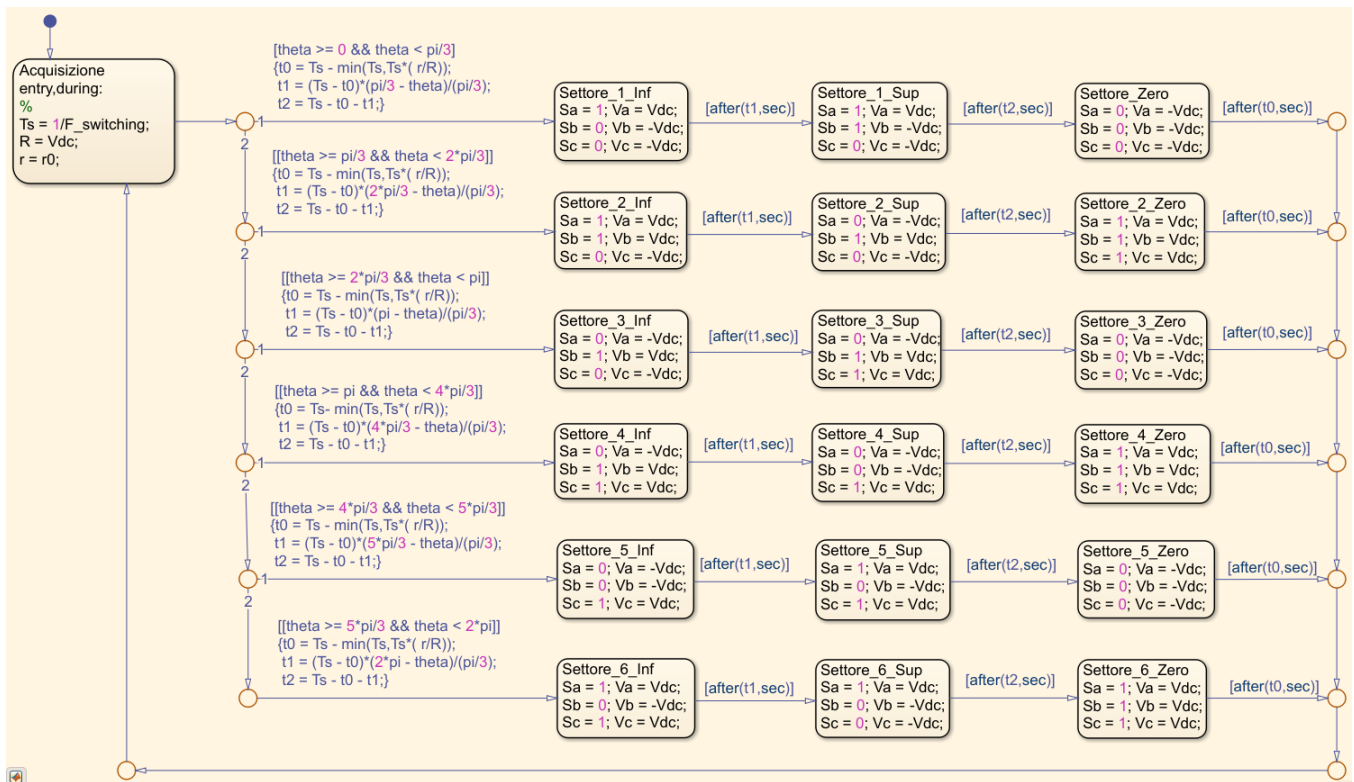 Acquisizione
entry,during:
%
Ts = 1/F_switching;
R = Vdc;
r = r0;
[theta >= 0 && theta < pi/3]
{t0 = Ts - min(Ts,Ts*( r/R));
t1 = (Ts - t0)*(pi/3 - theta)/(pi/3);
t2 = Ts - t0 - t1;}
1
2
Settore_1_Inf
Sa = 1; Va = Vdc;
Sb = 0; Vb = -Vdc;
Sc = 0; Vc = -Vdc;
[after(t1,sec)]
Settore_1_Sup
Sa = 1; Va = Vdc;
Sb = 1; Vb = Vdc;
Sc = 0; Vc = -Vdc;
[after(t2,sec)]
Settore_Zero
Sa = 0; Va = -Vdc;
Sb = 0; Vb = -Vdc;
Sc = 0; Vc = -Vdc;
[after(t0,sec)]
[[theta >= pi/3 && theta < 2*pi/3]]
{t0 = Ts - min(Ts,Ts*( r/R));
t1 = (Ts - t0)*(2*pi/3 - theta)/(pi/3);
t2 = Ts - t0 - t1;}
1
2
Settore_2_Inf
Sa = 1; Va = Vdc;
Sb = 1; Vb = Vdc;
Sc = 0; Vc = -Vdc;
[after(t1,sec)]
Settore_2_Sup
Sa = 0; Va = -Vdc;
Sb = 1; Vb = Vdc;
Sc = 0; Vc = -Vdc;
[after(t2,sec)]
Settore_2_Zero
Sa = 1; Va = Vdc;
Sb = 1; Vb = Vdc;
Sc = 1; Vc = Vdc;
[after(t0,sec)]
[[theta >= 2*pi/3 && theta < pi]]
{t0 = Ts - min(Ts,Ts*( r/R));
t1 = (Ts - t0)*(pi - theta)/(pi/3);
t2 = Ts - t0 - t1;}
1
2
Settore_3_Inf
Sa = 0; Va = -Vdc;
Sb = 1; Vb = Vdc;
Sc = 0; Vc = -Vdc;
[after(t1,sec)]
Settore_3_Sup
Sa = 0; Va = -Vdc;
Sb = 1; Vb = Vdc;
Sc = 1; Vc = Vdc;
[after(t2,sec)]
Settore_3_Zero
Sa = 0; Va = -Vdc;
Sb = 0; Vb = -Vdc;
Sc = 0; Vc = -Vdc;
[after(t0,sec)]
[[theta >= pi && theta < 4*pi/3]]
{t0 = Ts- min(Ts,Ts*( r/R));
t1 = (Ts - t0)*(4*pi/3 - theta)/(pi/3);
t2 = Ts - t0 - t1;}
1
2
Settore_4_Inf
Sa = 0; Va = -Vdc;
Sb = 1; Vb = Vdc;
Sc = 1; Vc = Vdc;
[after(t1,sec)]
Settore_4_Sup
Sa = 0; Va = -Vdc;
Sb = 0; Vb = -Vdc;
Sc = 1; Vc = Vdc;
[after(t2,sec)]
Settore_4_Zero
Sa = 1; Va = Vdc;
Sb = 1; Vb = Vdc;
Sc = 1; Vc = Vdc;
[after(t0,sec)]
[[theta >= 4*pi/3 && theta < 5*pi/3]]
{t0 = Ts - min(Ts,Ts*( r/R));
t1 = (Ts - t0)*(5*pi/3 - theta)/(pi/3);
t2 = Ts - t0 - t1;}
1
2
Settore_5_Inf
Sa = 0; Va = -Vdc;
Sb = 0; Vb = -Vdc;
Sc = 1; Vc = Vdc;
[after(t1,sec)]
Settore_5_Sup
Sa = 1; Va = Vdc;
Sb = 0; Vb = -Vdc;
Sc = 1; Vc = Vdc;
[after(t2,sec)]
Settore_5_Zero
Sa = 0; Va = -Vdc;
Sb = 0; Vb = -Vdc;
Sc = 0; Vc = -Vdc;
[after(t0,sec)]
[[theta >= 5*pi/3 && theta < 2*pi]]
{t0 = Ts - min(Ts,Ts*( r/R));
t1 = (Ts - t0)*(2*pi - theta)/(pi/3);
t2 = Ts - t0 - t1;}
Settore_6_Inf
Sa = 1; Va = Vdc;
Sb = 0; Vb = -Vdc;
Sc = 1; Vc = Vdc;
[after(t1,sec)]
Settore_6_Sup
Sa = 1; Va = Vdc;
Sb = 0; Vb = -Vdc;
Sc = 0; Vc = -Vdc;
[after(t2,sec)]
Settore_6_Zero
Sa = 1; Va = Vdc;
Sb = 1; Vb = Vdc;
Sc = 1; Vc = Vdc;
[after(t0,sec)]